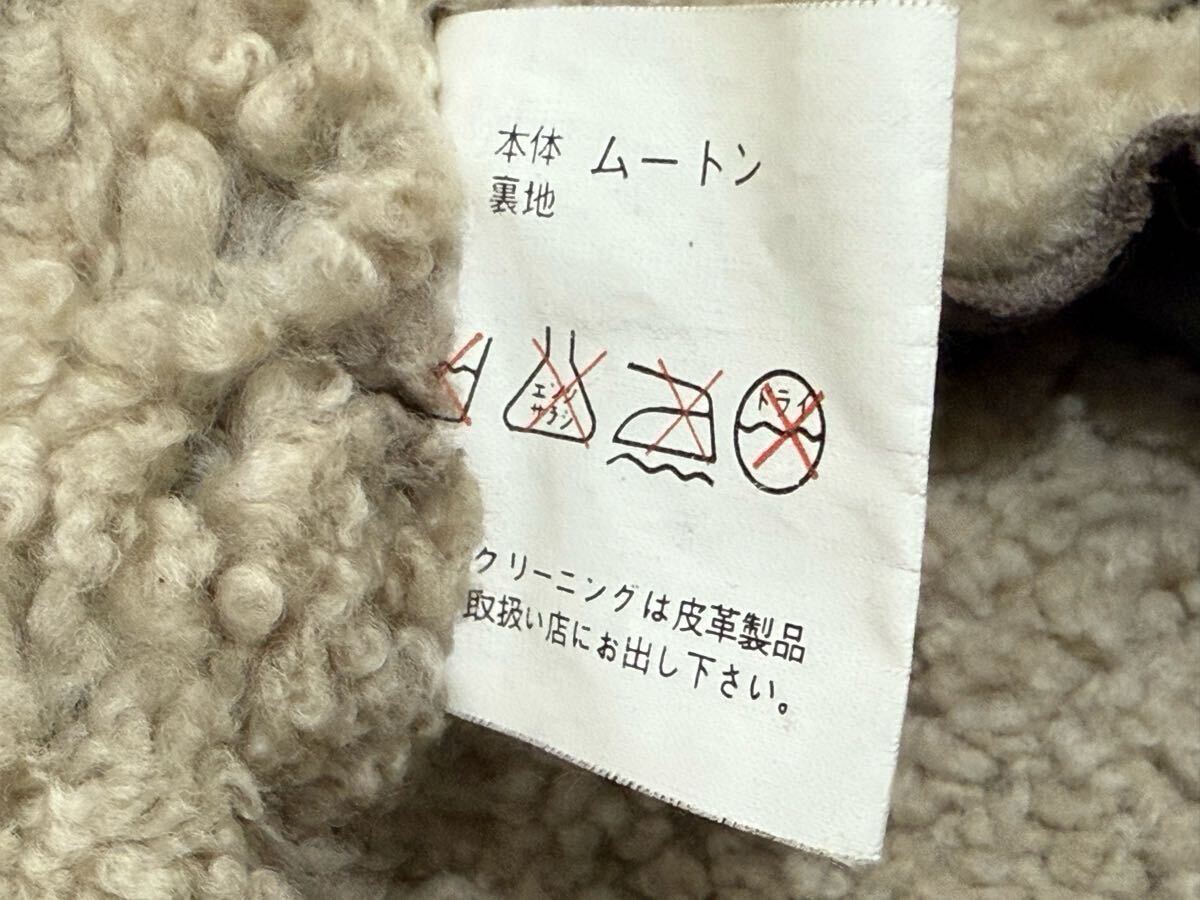 本体 ムートン
裏地
エンソ
サラシ
ドライ
クリーニングは皮革製品
取扱い店にお出し下さい。